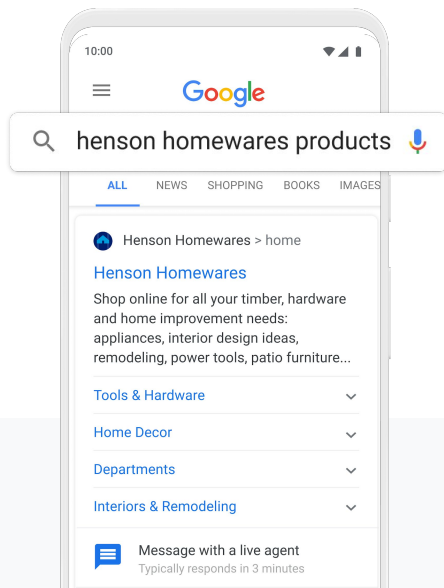 10:00
Google
henson homewares products
ALL NEWS SHOPPING BOOKS IMAGES
Henson Homewares > home
Henson Homewares
Shop online for all your timber, hardware
and home improvement needs:
appliances, interior design ideas,
remodeling, power tools, patio furniture...
Tools & Hardware
Home Decor
Departments
Interiors & Remodeling
Message with a live agent
Typically responds in 3 minutes